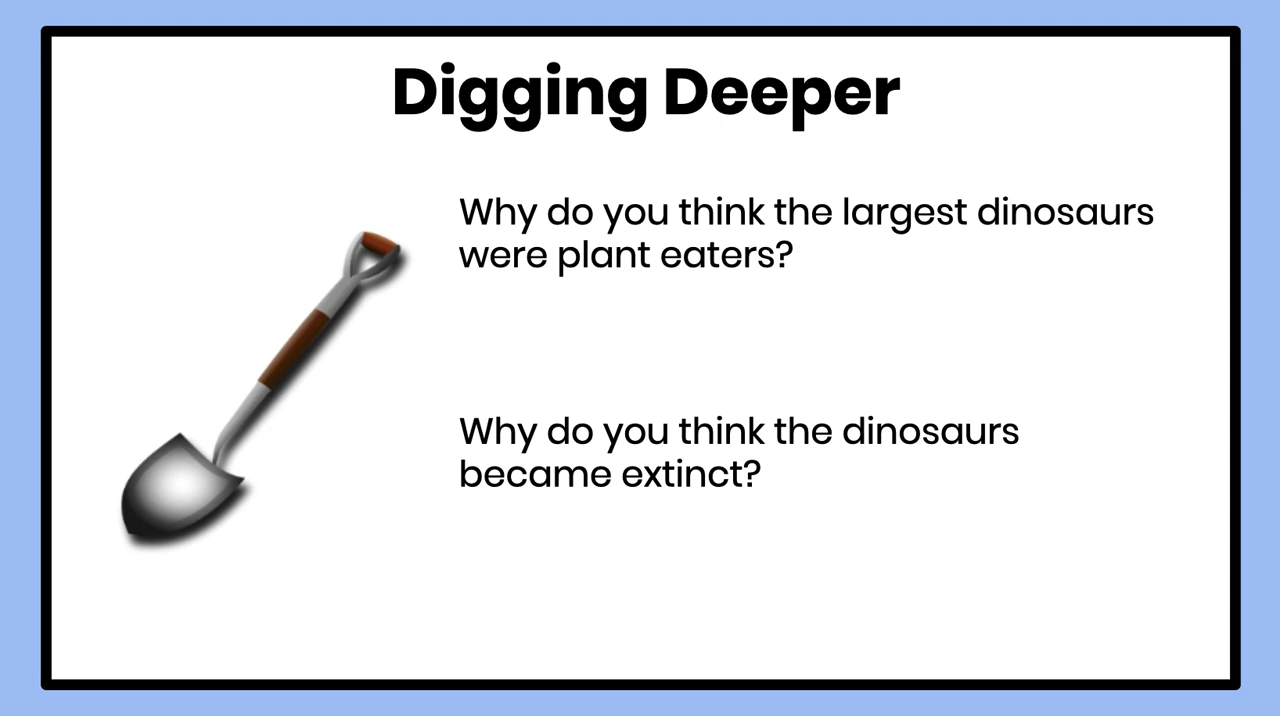 Digging Deeper
Why do you think the largest dinosaurs
were plant eaters?
Why do you think the dinosaurs
became extinct?